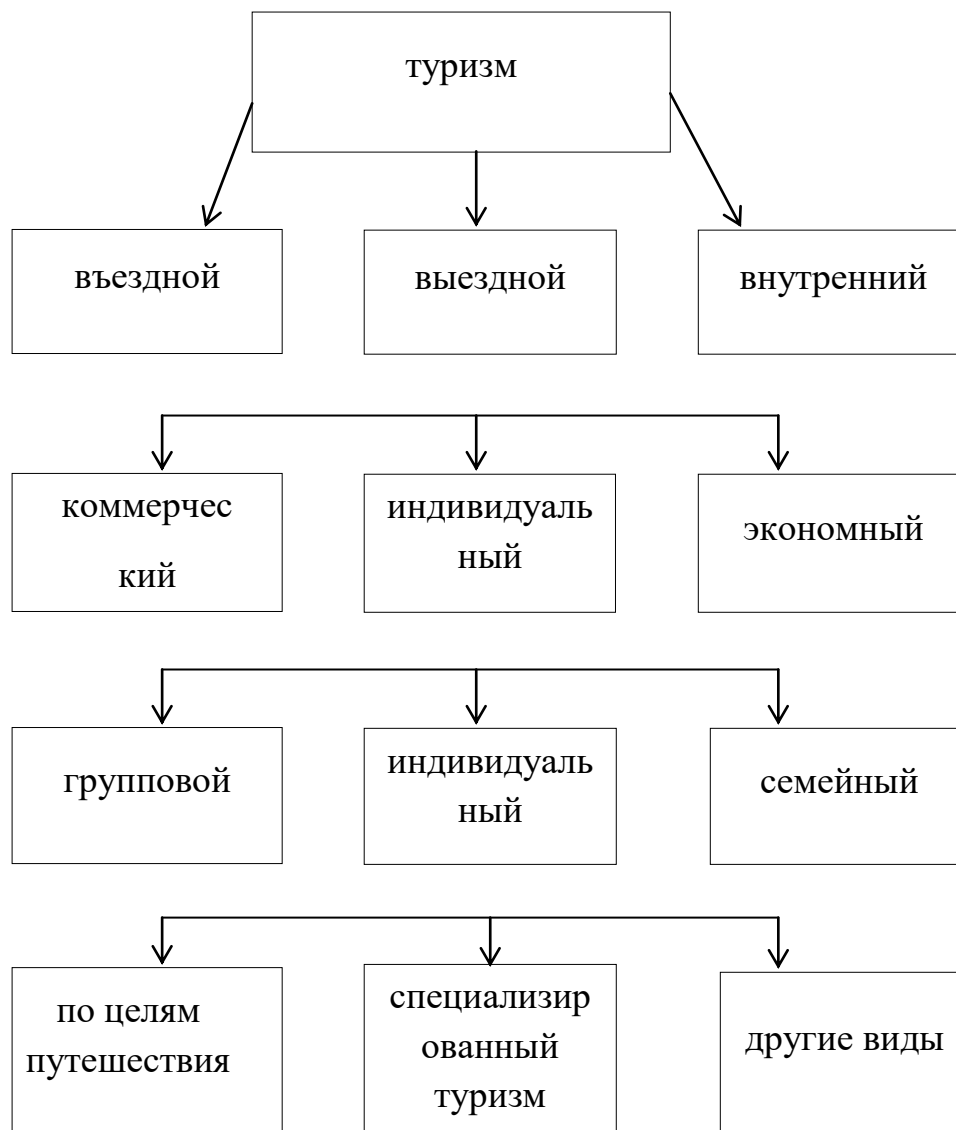 туризм
въездной
выездной
внутренний
коммерчес
кий
индивидуаль
ный
экономный
групповой
индивидуаль
ный
семейный
по целям
путешествия
специализир
ованный
туризм
другие виды